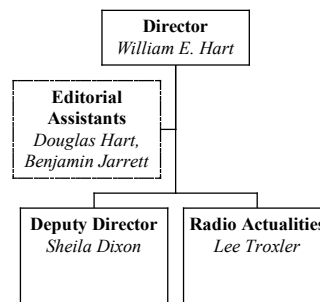 Director
William E. Hart
Editorial
Assistants
Douglas Hart,
Benjamin Jarrett
Deputy Director
Sheila Dixon
Radio Actualities
Lee Troxler